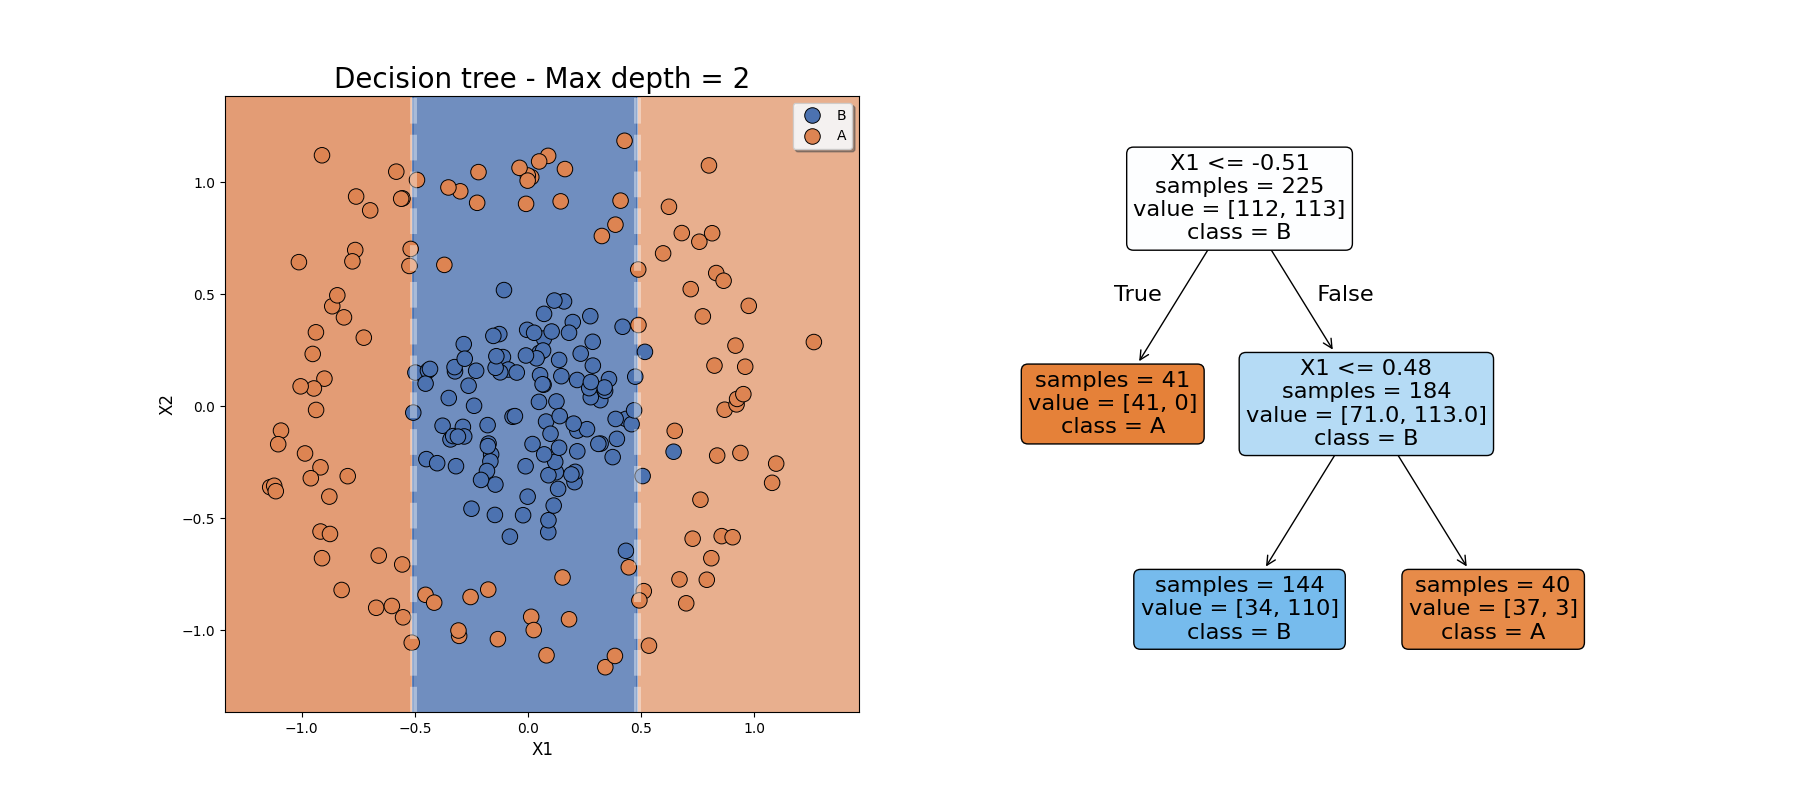 Decision tree - Max depth = 2
B
A
1.0
0.5
0.0
−0.5
−1.0
X2
−1.0
−0.5
0.0
0.5
1.0
X1
X1 <= -0.51
samples = 225
value = [112, 113]
class = B
True
False
samples = 41
value = [41, 0]
class = A
X1 <= 0.48
samples = 184
value = [71.0, 113.0]
class = B
samples = 144
value = [34, 110]
class = B
samples = 40
value = [37, 3]
class = A